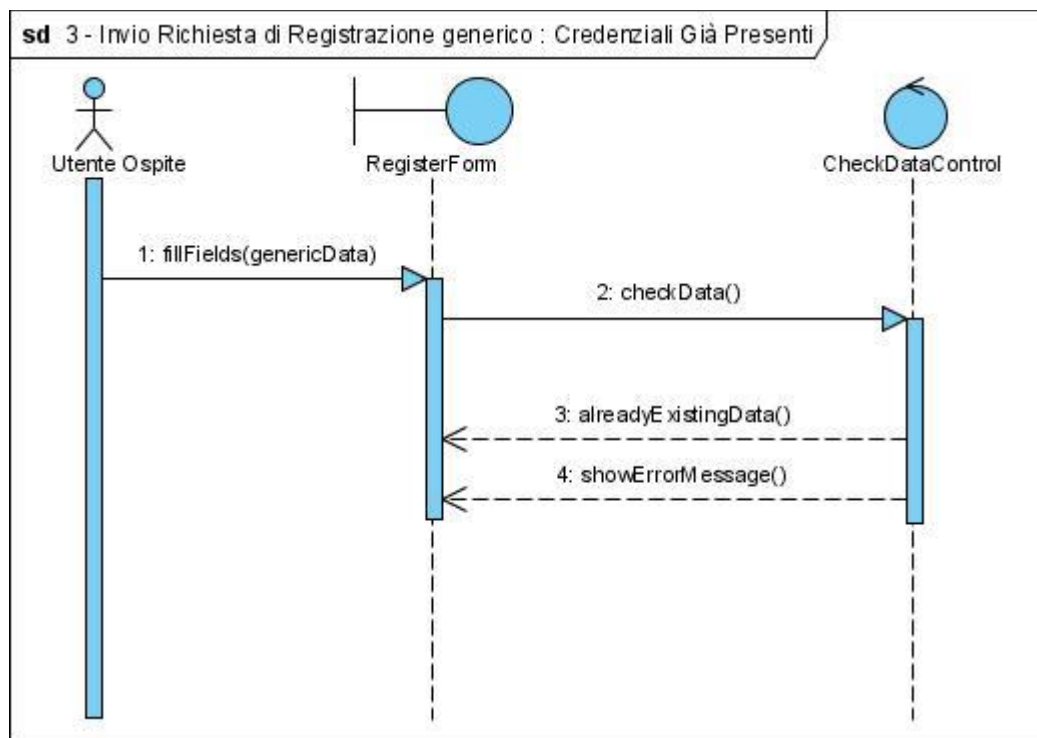 sd 3 - Invio Richiesta di Registrazione generico : Credenziali Già Presenti
Utente Ospite
RegisterForm
CheckDataControl
1: fillFields(genericData)
2: checkData()
3: alreadyExistingData()
4: showErrorMessage()